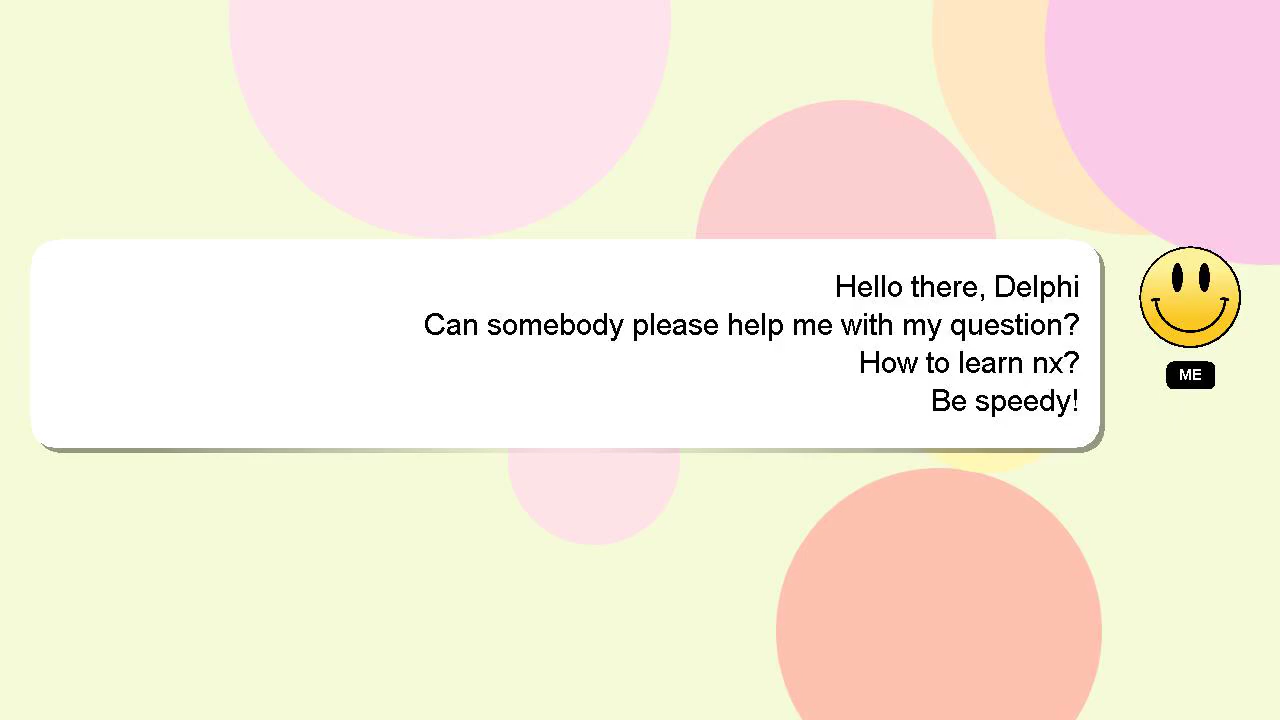 Hello there, Delphi
Can somebody please help me with my question?
How to learn nx?
Be speedy!
ME